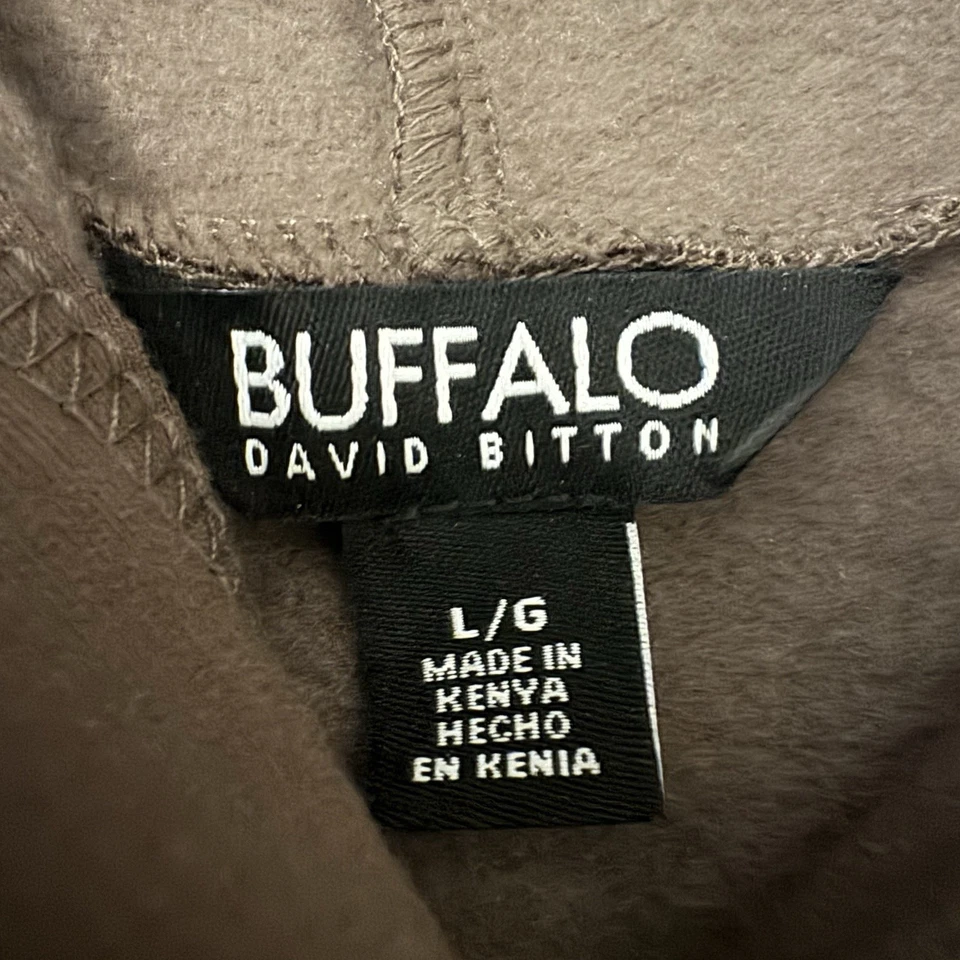 BUFFALO
DAVID BITTON
L/G
MADE IN
KENYA
HECHO
EN KENIA